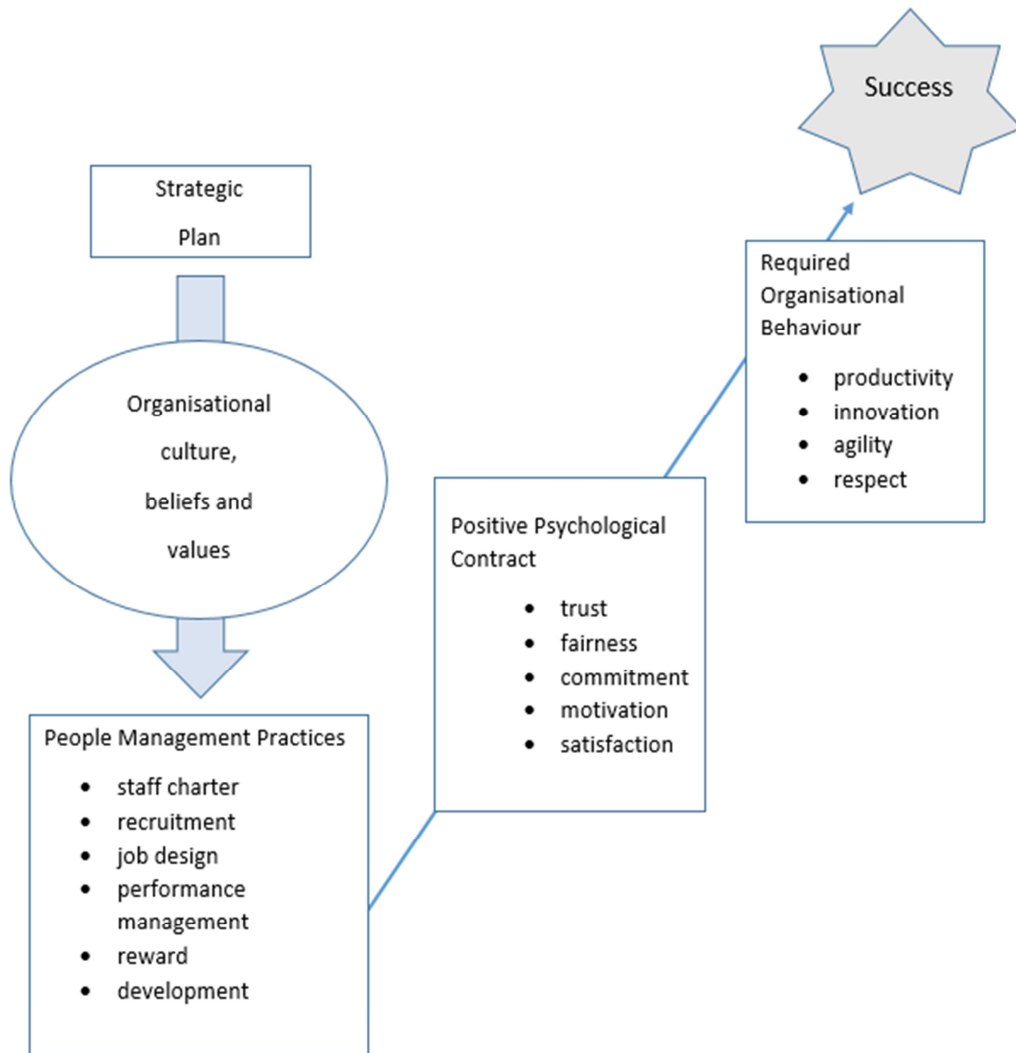 Success
Strategic
Plan
Organisational
culture,
beliefs and
values
People Management Practices
• staff charter
• recruitment
• job design
• performance
management
• reward
• development
Positive Psychological
Contract
• trust
• fairness
• commitment
• motivation
• satisfaction
Required
Organisational
Behaviour
• productivity
• innovation
• agility
• respect